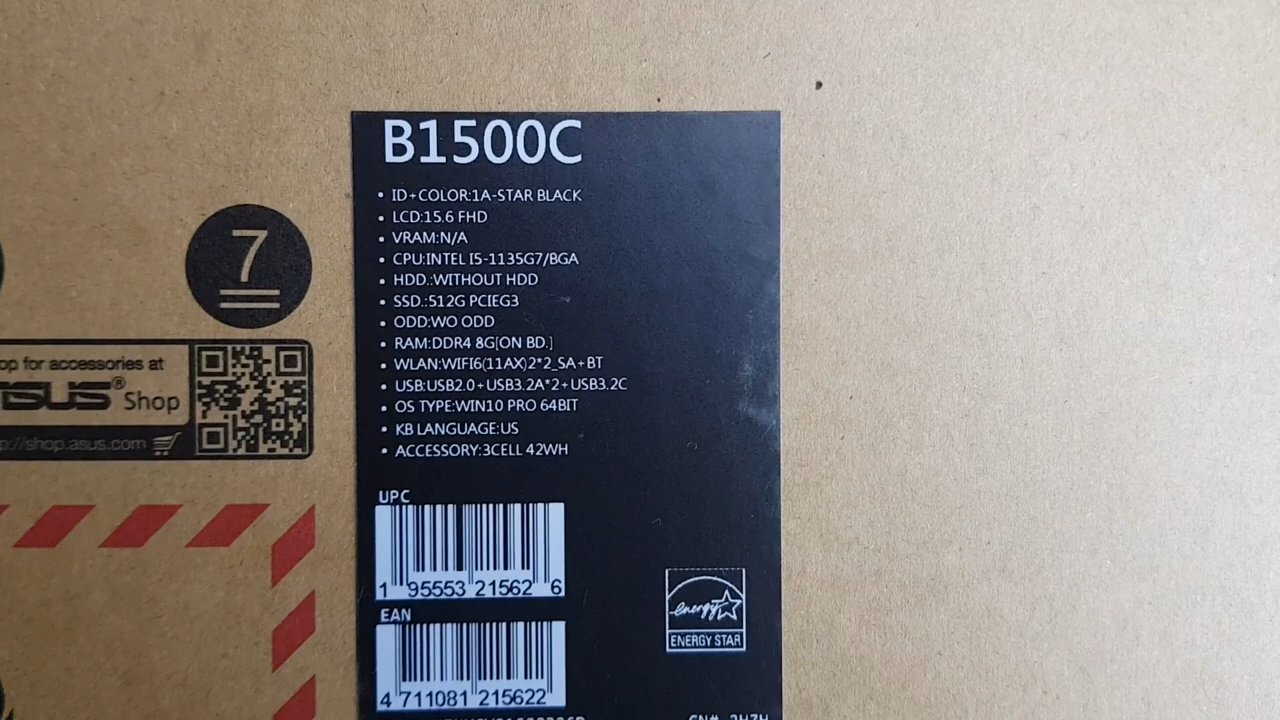 B1500C
ID+COLOR:1A-STAR BLACK
LCD:15.6 FHD
VRAM:N/A
CPU:INTEL I5-1135G7/BGA
HDD.:WITHOUT HDD
SSD.:512G PCIEG3
ODD:WO ODD
RAM:DDR4 8G[ON BD.]
WLAN:WIFI6(11AX)2*2_SA+BT
USB:USB2.0+USB3.2A*2+USB3.2C
OS TYPE:WIN10 PRO 64BIT
KB LANGUAGE:US
ACCESSORY:3CELL 42WH
UPC
1 95553 21562 6
EAN
4 711081 215622
energy
ENERGY STAR
7
for accessories at
ASUS® Shop
shop.asus.com